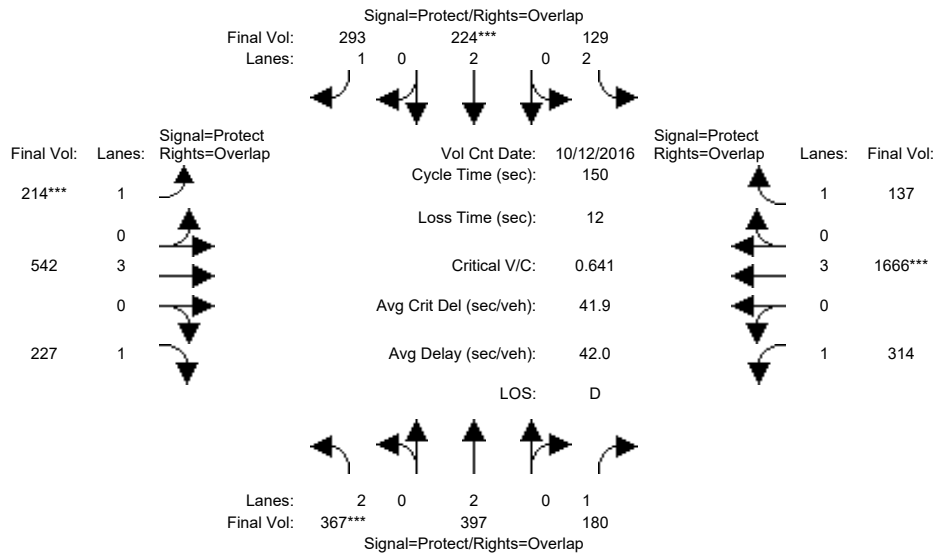 Signal=Protect/Rights=Overlap
Final Vol: 293 224*** 129
Lanes: 1 0 2 0 2
Signal=Protect
Final Vol: Lanes: Rights=Overlap
Vol Cnt Date: 10/12/2016
Signal=Protect
Rights=Overlap Lanes: Final Vol:
Cycle Time (sec): 150
214*** 1
1 137
Loss Time (sec): 12
0
0
542 3
Critical V/C: 0.641
3 1666***
0
Avg Crit Del (sec/veh): 41.9
0
227 1
Avg Delay (sec/veh): 42.0
1 314
LOS: D
Lanes: 2 0 2 0 1
Final Vol: 367*** 397 180
Signal=Protect/Rights=Overlap